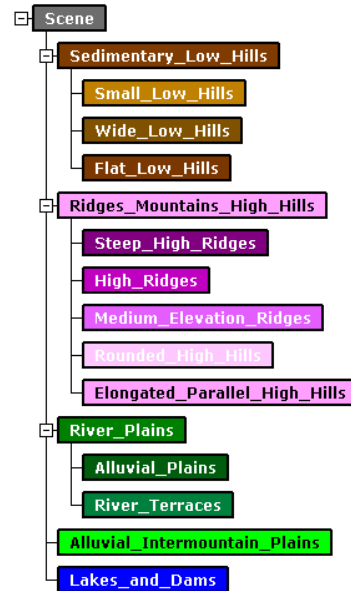 Scene
Sedimentary_Low_Hills
Small_Low_Hills
Wide_Low_Hills
Flat_Low_Hills
Ridges_Mountains_High_Hills
Steep_High_Ridges
High_Ridges
Medium_Elevation_Ridges
Rounded_High_Hills
Elongated_Parallel_High_Hills
River_Plains
Alluvial_Plains
River_Terraces
Alluvial_Intermountain_Plains
Lakes_and_Dams